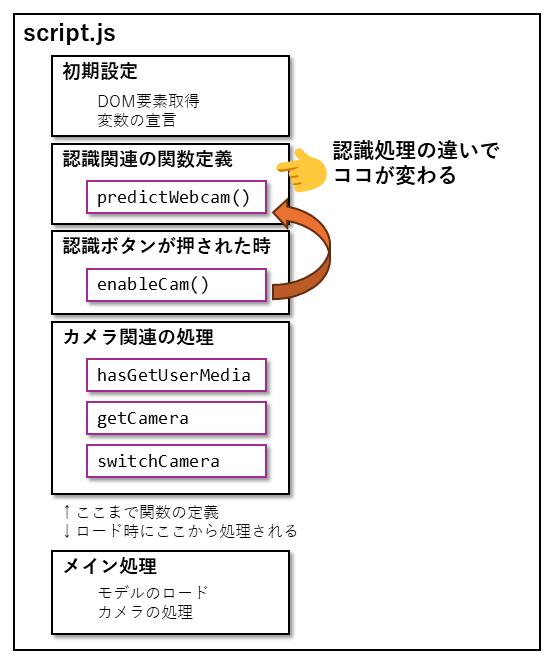 script.js
初期設定
DOM要素取得
変数の宣言
認識関連の関数定義
predictWebcam()
認識処理の違いで
ココが変わる
認識ボタンが押された時
enableCam()
カメラ関連の処理
hasGetUserMedia
getCamera
switchCamera
↑ここまで関数の定義
↓ロード時にここから処理される
メイン処理
モデルのロード
カメラの処理